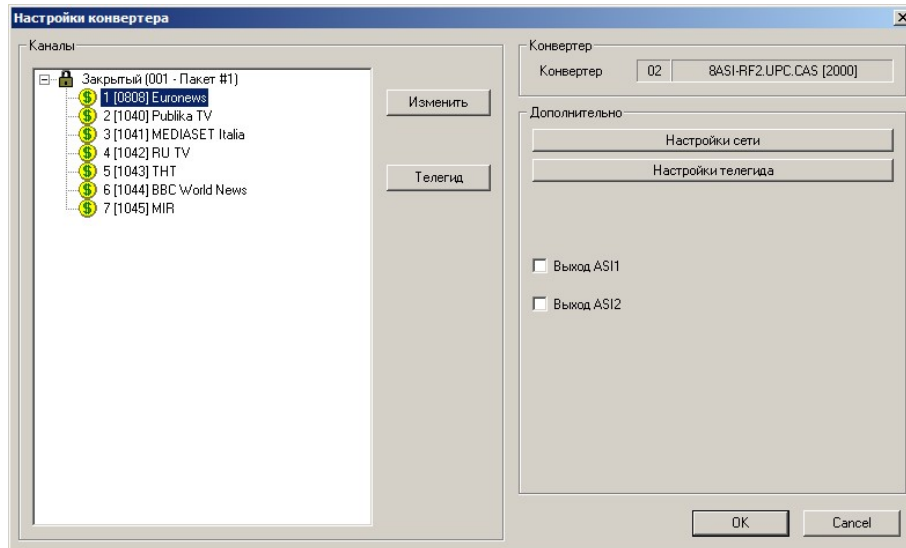 Настройки конвертера
Каналы
Закрытый (001 - Пакет #1)
1 [0808] Euronews
2 [1040] Publika TV
3 [1041] MEDIASET Italia
4 [1042] RU TV
5 [1043] ТНТ
6 [1044] BBC World News
7 [1045] MIR
Изменить
Телегид
Конвертер
Конвертер 02 8ASI-RF2.UPC.CAS [2000]
Дополнительно
Настройки сети
Настройки телегида
Выход ASI1
Выход ASI2
OK Cancel